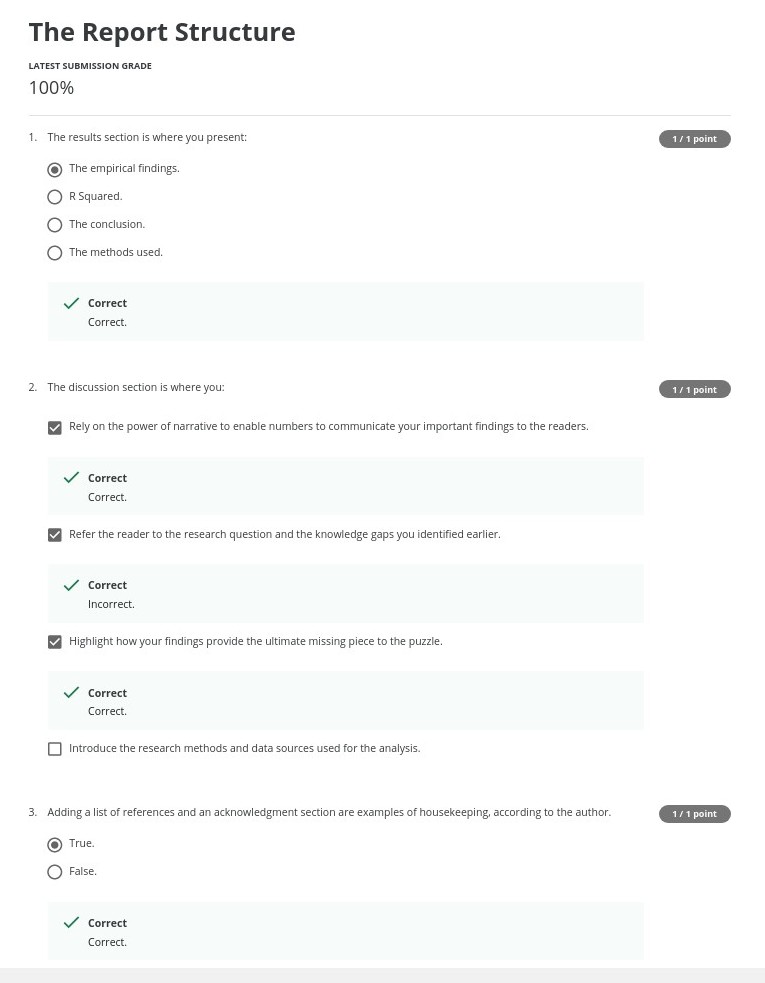 The Report Structure
LATEST SUBMISSION GRADE
100%
1. The results section is where you present:
1 / 1 point
The empirical findings.
R Squared.
The conclusion.
The methods used.
Correct
Correct.
2. The discussion section is where you:
1 / 1 point
Rely on the power of narrative to enable numbers to communicate your important findings to the readers.
Correct
Correct.
Refer the reader to the research question and the knowledge gaps you identified earlier.
Correct
Incorrect.
Highlight how your findings provide the ultimate missing piece to the puzzle.
Correct
Correct.
Introduce the research methods and data sources used for the analysis.
3. Adding a list of references and an acknowledgment section are examples of housekeeping, according to the author.
1 / 1 point
True.
False.
Correct
Correct.